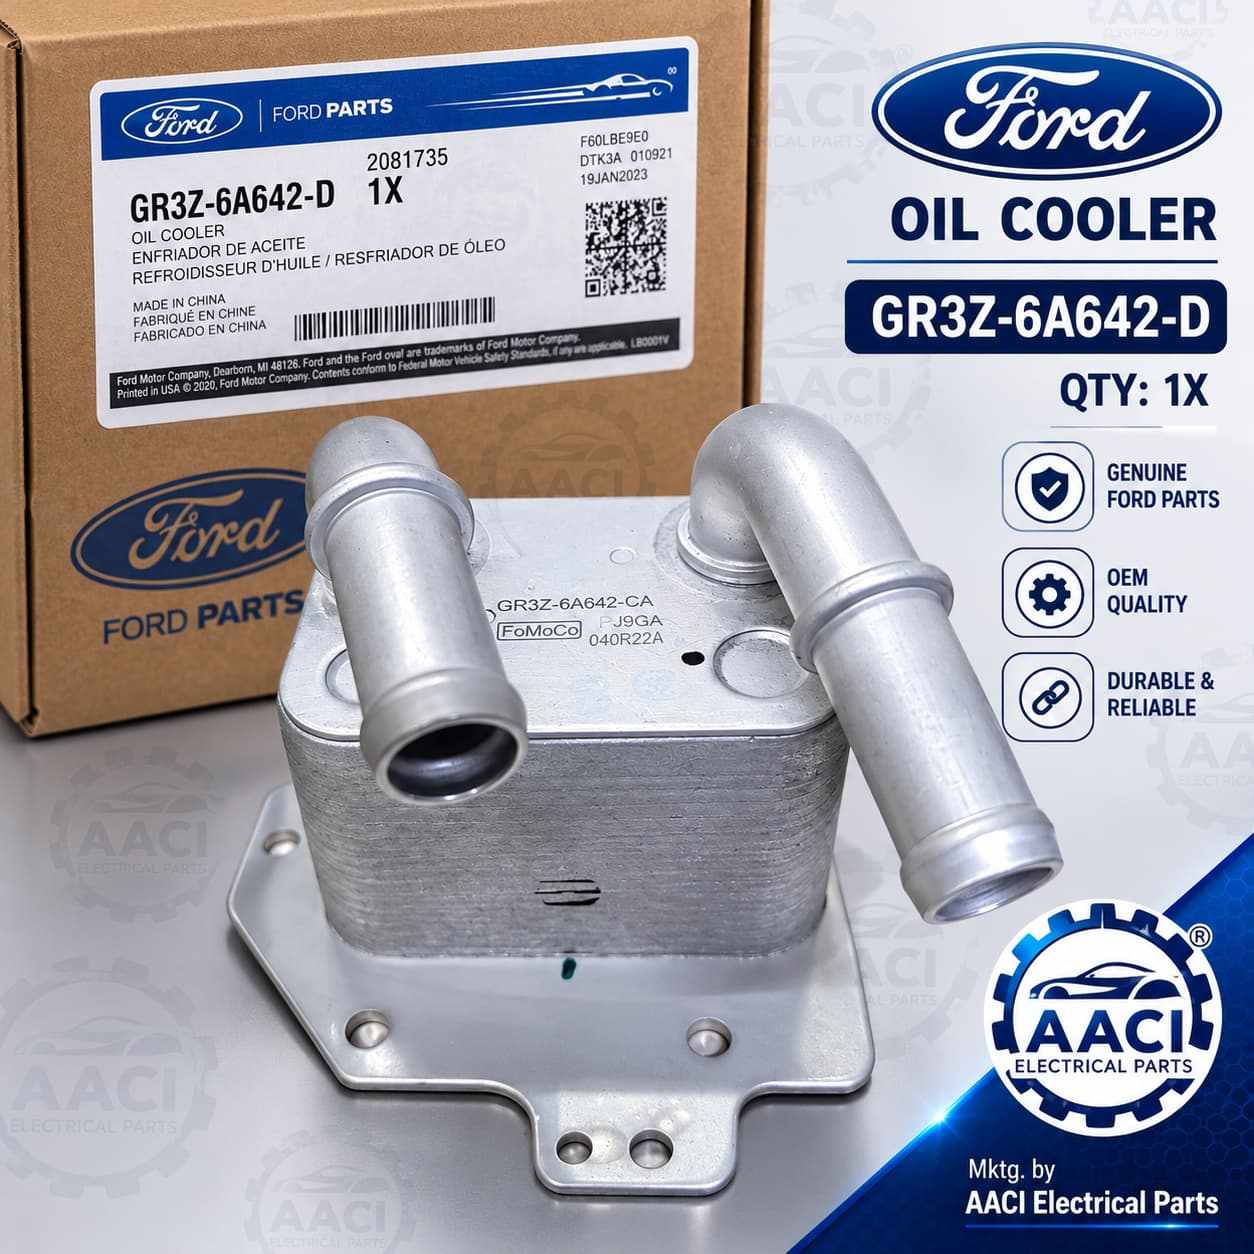 Ford
FORD PARTS
2081735
GR3Z-6A642-D 1X
OIL COOLER
ENFRIADOR DE ACEITE
REFROIDISSEUR D'HUILE / RESFRIADOR DE ÓLEO
MADE IN CHINA
FABRIQUÉ EN CHINE
FABRICADO EN CHINA
F60LBE9E0
DTK3A 010921
19JAN2023
Ford Motor Company, Dearborn, MI 48126. Ford and the Ford oval are trademarks of Ford Motor Company.
Printed in USA © 2020, Ford Motor Company. Contents conform to Federal Motor Vehicle Safety Standards, if any are applicable. LB0001V
Ford
FORD PARTS
GR3Z-6A642-CA
FoMoCo PJ9GA
040R22A
Ford
OIL COOLER
GR3Z-6A642-D
QTY: 1X
GENUINE
FORD PARTS
OEM
QUALITY
DURABLE &
RELIABLE
AACI
ELECTRICAL PARTS
®
Mktg. by
AACI Electrical Parts
AACI
ELECTRICAL PARTS